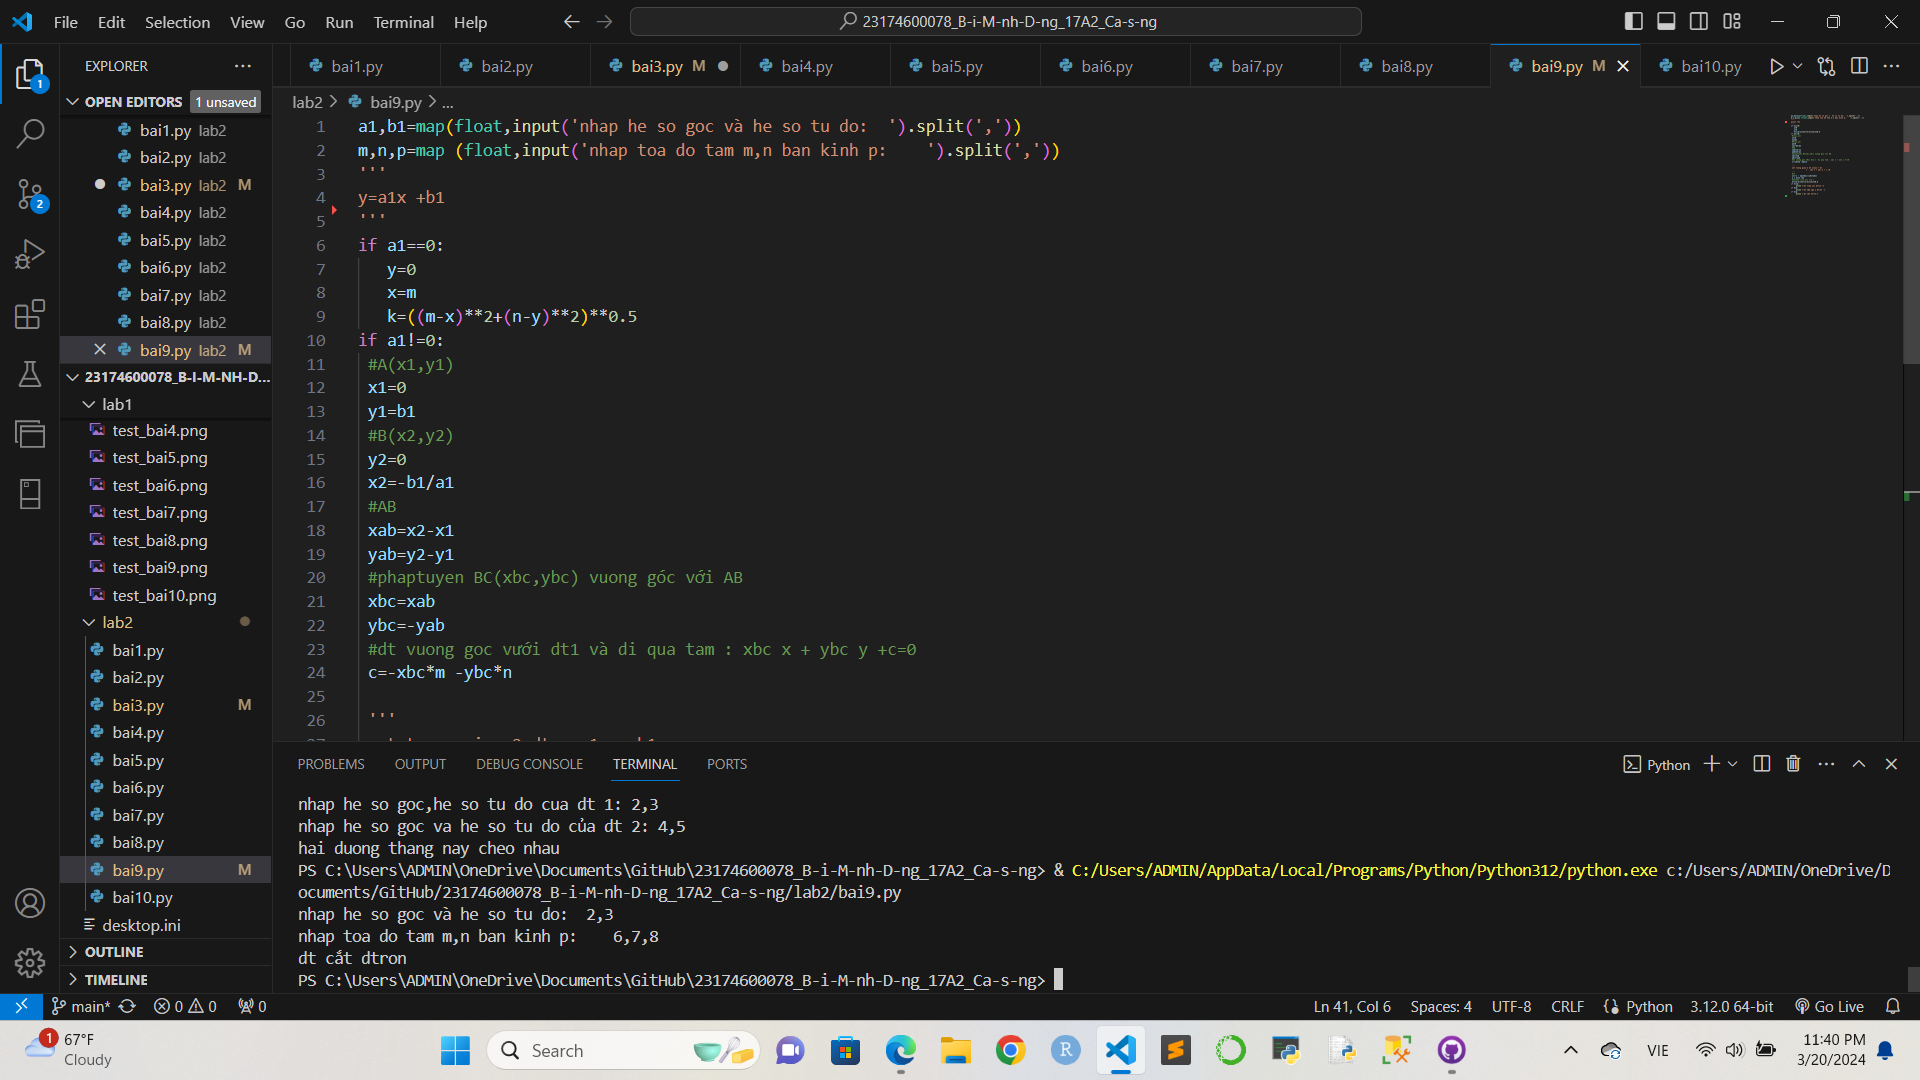 File Edit Selection View Go Run Terminal Help
23174600078_B-i-M-nh-D-ng_17A2_Ca-s-ng
EXPLORER
bai1.py
bai2.py
bai3.py M
bai4.py
bai5.py
bai6.py
bai7.py
bai8.py
bai9.py M
bai10.py
OPEN EDITORS 1 unsaved
bai1.py lab2
bai2.py lab2
bai3.py lab2 M
bai4.py lab2
bai5.py lab2
bai6.py lab2
bai7.py lab2
bai8.py lab2
bai9.py lab2 M
23174600078_B-I-M-NH-D...
lab1
test_bai4.png
test_bai5.png
test_bai6.png
test_bai7.png
test_bai8.png
test_bai9.png
test_bai10.png
lab2
bai1.py
bai2.py
bai3.py M
bai4.py
bai5.py
bai6.py
bai7.py
bai8.py
bai9.py M
bai10.py
desktop.ini
OUTLINE
TIMELINE
1
2
lab2 > bai9.py > ...
1 a1,b1=map(float,input('nhap he so goc và he so tu do:  ').split(','))
2 m,n,p=map (float,input('nhap toa do tam m,n ban kinh p:    ').split(','))
3 '''
4 y=a1x +b1
5 '''
6 if a1==0:
7 y=0
8 x=m
9 k=((m-x)**2+(n-y)**2)**0.5
10 if a1!=0:
11 #A(x1,y1)
12 x1=0
13 y1=b1
14 #B(x2,y2)
15 y2=0
16 x2=-b1/a1
17 #AB
18 xab=x2-x1
19 yab=y2-y1
20 #phaptuyen BC(xbc,ybc) vuong góc với AB
21 xbc=xab
22 ybc=-yab
23 #dt vuong goc vưới dt1 và di qua tam : xbc x + ybc y +c=0
24 c=-xbc*m -ybc*n
25
26 '''
PROBLEMS OUTPUT DEBUG CONSOLE TERMINAL PORTS
Python
nhap he so goc,he so tu do cua dt 1: 2,3
nhap he so goc va he so tu do của dt 2: 4,5
hai duong thang nay cheo nhau
PS C:\Users\ADMIN\OneDrive\Documents\GitHub\23174600078_B-i-M-nh-D-ng_17A2_Ca-s-ng> & C:/Users/ADMIN/AppData/Local/Programs/Python/Python312/python.exe c:/Users/ADMIN/OneDrive/D
ocuments/GitHub/23174600078_B-i-M-nh-D-ng_17A2_Ca-s-ng/lab2/bai9.py
nhap he so goc và he so tu do:  2,3
nhap toa do tam m,n ban kinh p:    6,7,8
dt cắt dtron
PS C:\Users\ADMIN\OneDrive\Documents\GitHub\23174600078_B-i-M-nh-D-ng_17A2_Ca-s-ng>
main* 0 0 0
Ln 41, Col 6 Spaces: 4 UTF-8 CRLF Python 3.12.0 64-bit Go Live
1
67°F
Cloudy
Search
R
VIE
11:40 PM
3/20/2024